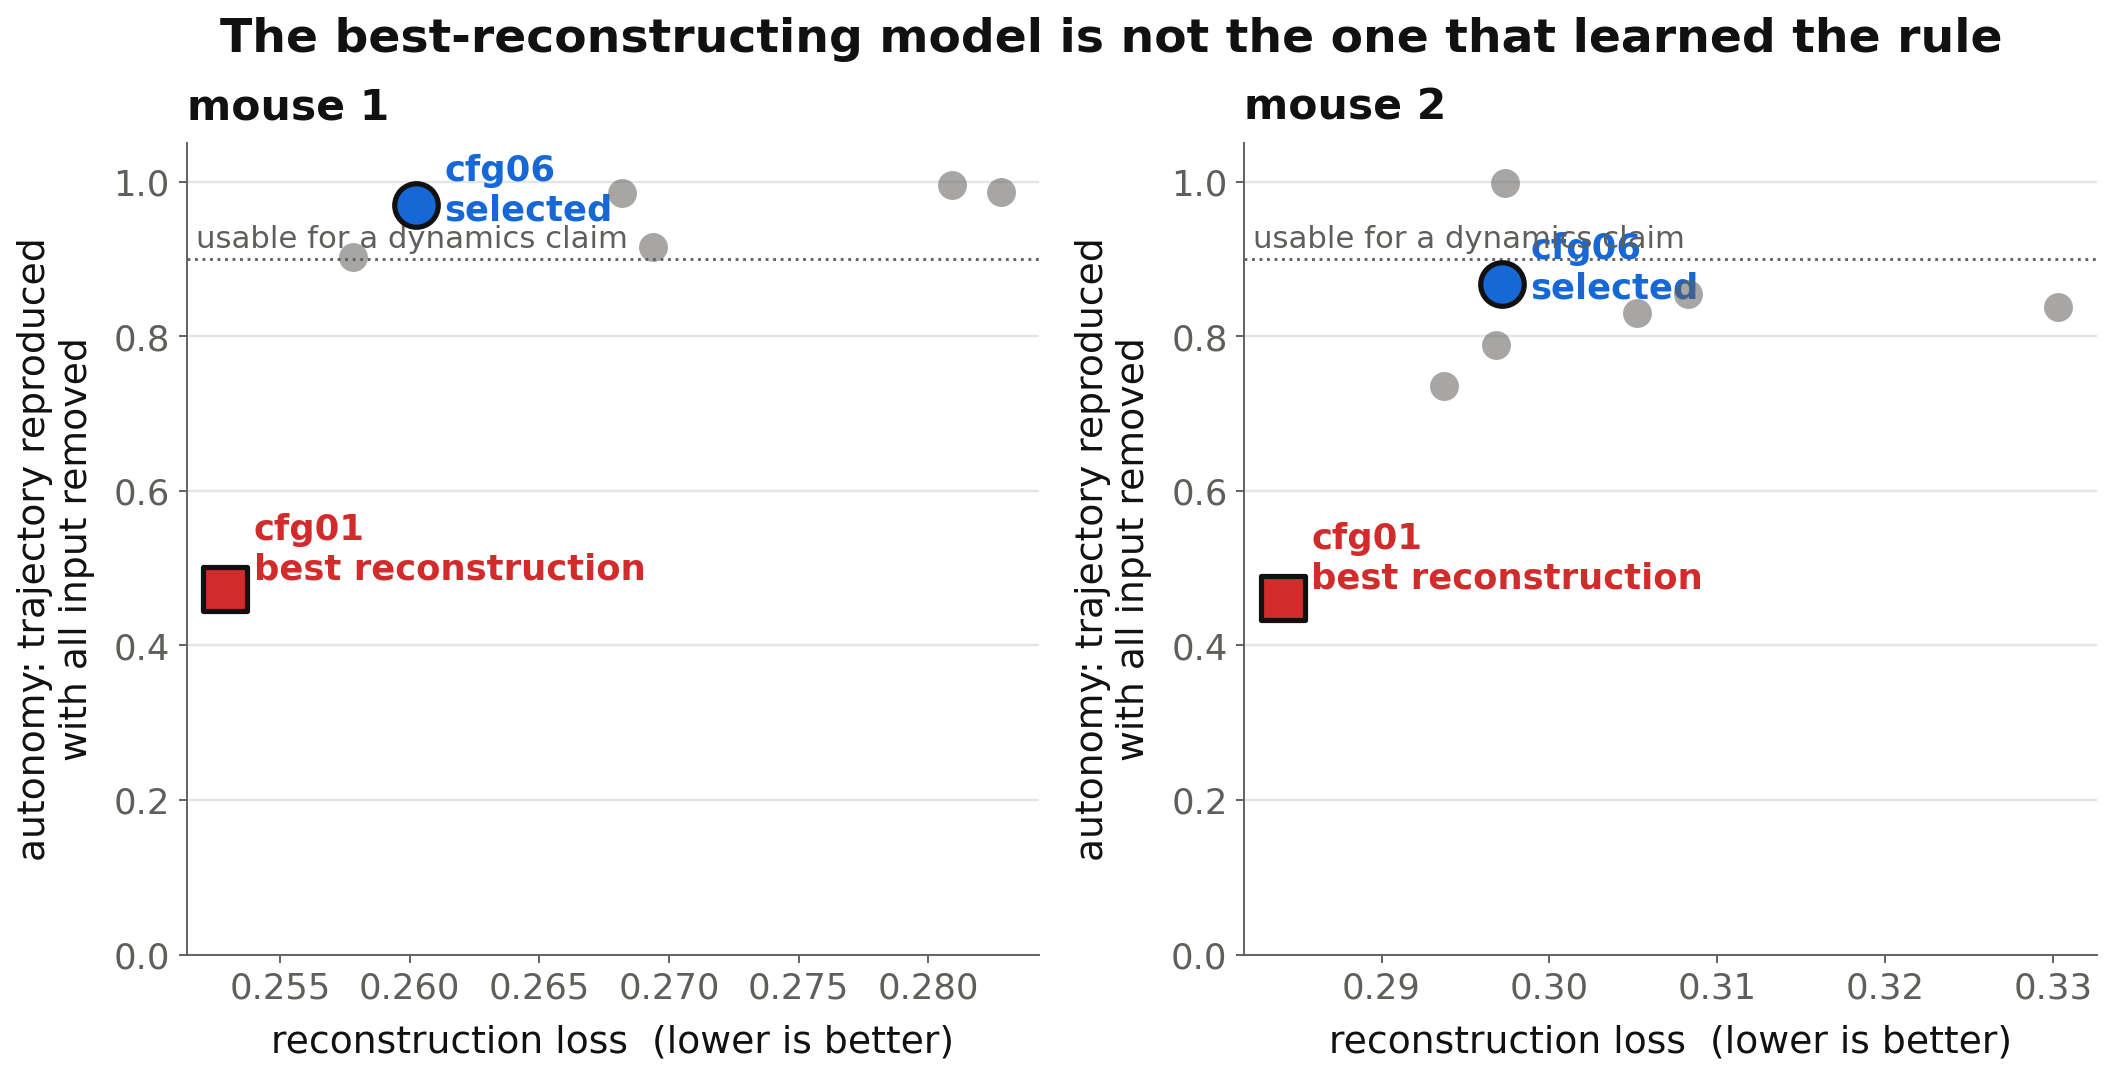 The best-reconstructing model is not the one that learned the rule
mouse 1
autonomy: trajectory reproduced
with all input removed
1.0
0.8
0.6
0.4
0.2
0.0
cfg06
selected
usable for a dynamics claim
cfg01
best reconstruction
0.255
0.260
0.265
0.270
0.275
0.280
reconstruction loss  (lower is better)
mouse 2
autonomy: trajectory reproduced
with all input removed
1.0
0.8
0.6
0.4
0.2
0.0
usable for a dynamics claim
cfg06
selected
cfg01
best reconstruction
0.29
0.30
0.31
0.32
0.33
reconstruction loss  (lower is better)